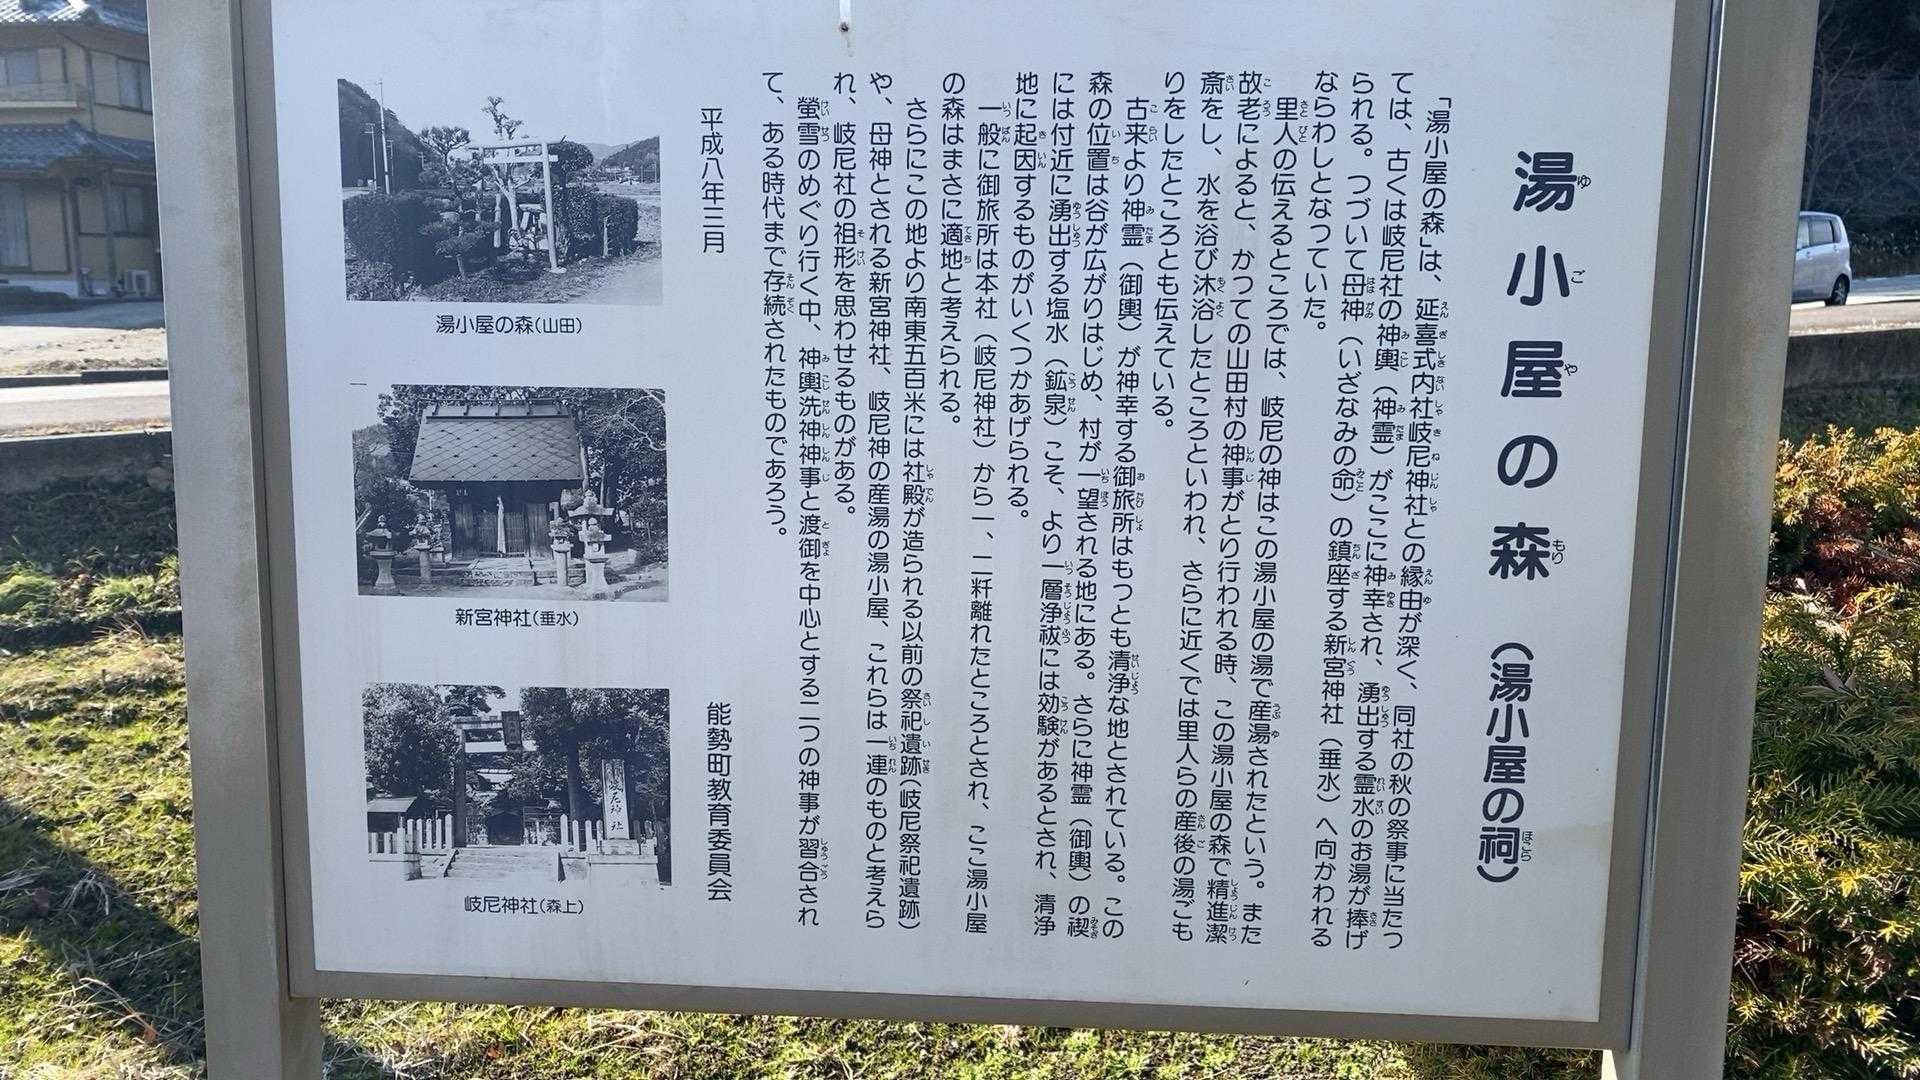 湯小屋の森　（湯小屋の祠）
「湯小屋の森」は、延喜式内社岐尼神社との縁由が深く、同社の秋の祭事に当たつ
ては、古くは岐尼社の神輿（神霊）がここに神幸され、湧出する霊水のお湯が捧げ
られる。つづいて母神（いざなみの命）の鎮座する新宮神社（垂水）へ向かわれる
ならわしとなつていた。
里人の伝えるところでは、岐尼の神はこの湯小屋の湯で産湯されたという。また
故老によると、かつての山田村の神事がとり行われる時、この湯小屋の森で精進潔
斎をし、水を浴び沐浴したところといわれ、さらに近くでは里人らの産後の湯ごも
りをしたところとも伝えている。
古来より神霊（御輿）が神幸する御旅所はもつとも清浄な地とされている。この
森の位置は谷が広がりはじめ、村が一望される地にある。さらに神霊（御輿）の禊
には付近に湧出する塩水（鉱泉）こそ、より一層浄祓には効験があるとされ、清浄
地に起因するものがいくつかあげられる。
一般に御旅所は本社（岐尼神社）から一、二粁離れたところとされ、ここ湯小屋
の森はまさに適地と考えられる。
さらにこの地より南東五百米には社殿が造られる以前の祭祀遺跡（岐尼祭祀遺跡）
や、母神とされる新宮神社、岐尼神の産湯の湯小屋、これらは一連のものと考えら
れ、岐尼社の祖形を思わせるものがある。
螢雪のめぐり行く中、神輿洗神神事と渡御を中心とする二つの神事が習合され
て、ある時代まで存続されたものであろう。
平成八年三月
能勢町教育委員会
湯小屋の森（山田）
新宮神社（垂水）
岐尼神社
岐尼神社（森上）